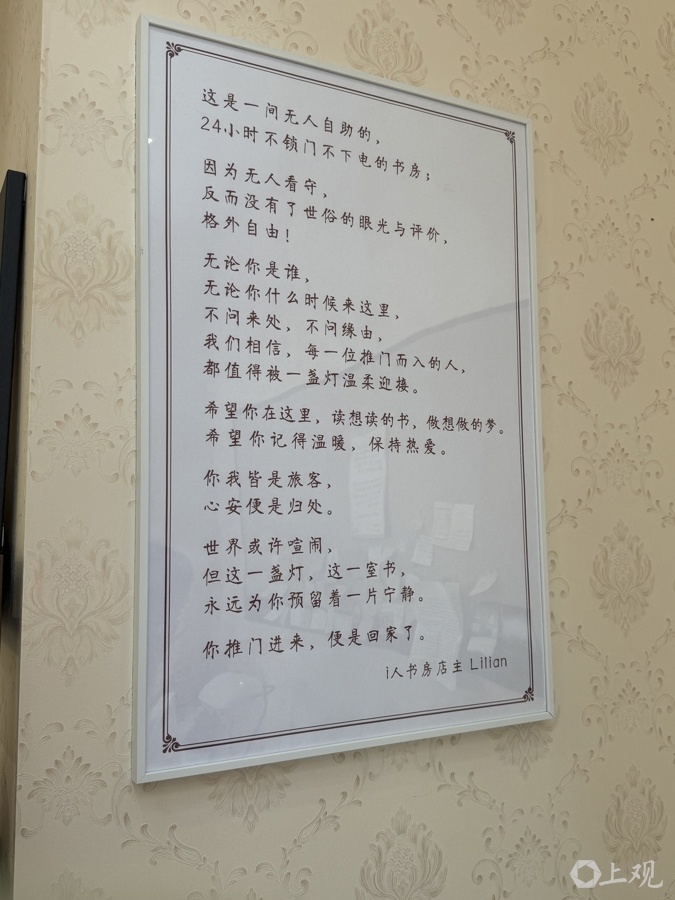 这是一间无人自助的，
24小时不锁门不下电的书房；
因为无人看守，
反而没有了世俗的眼光与评价，
格外自由！
无论你是谁，
无论你什么时候来这里，
不问来处，不问缘由，
我们相信，每一位推门而入的人，
都值得被一盏灯温柔迎接。
希望你在这里，读想读的书，做想做的梦。
希望你记得温暖，保持热爱。
你我皆是旅客，
心安便是归处。
世界或许喧闹，
但这一盏灯，这一室书，
永远为你预留着一片宁静。
你推门进来，便是回家了。
i人书房店主 Lilian
上观